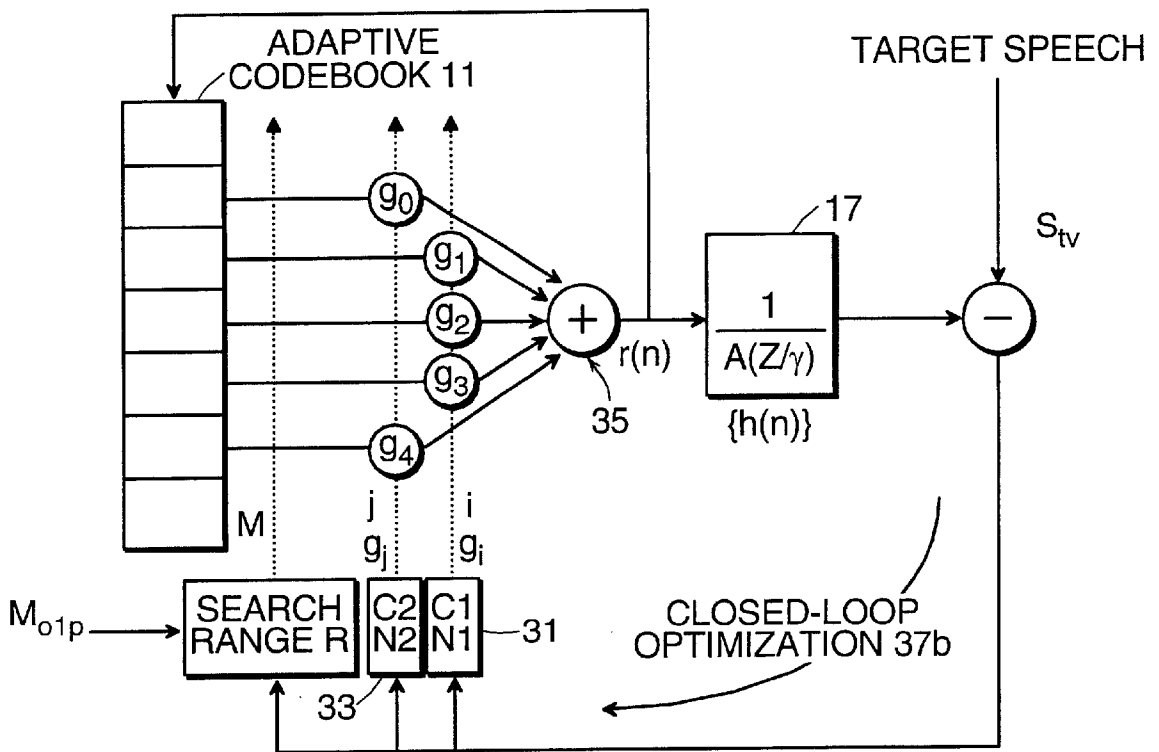 ADAPTIVE
CODEBOOK 11
TARGET SPEECH
g0
g1
g2
g3
g4
+
35
r(n)
17
1
A(Z/γ)
{h(n)}
Stv
−
M
j
gj
i
gi
Mo1p
SEARCH
RANGE R
C2
N2
C1
N1
31
33
CLOSED-LOOP
OPTIMIZATION 37b